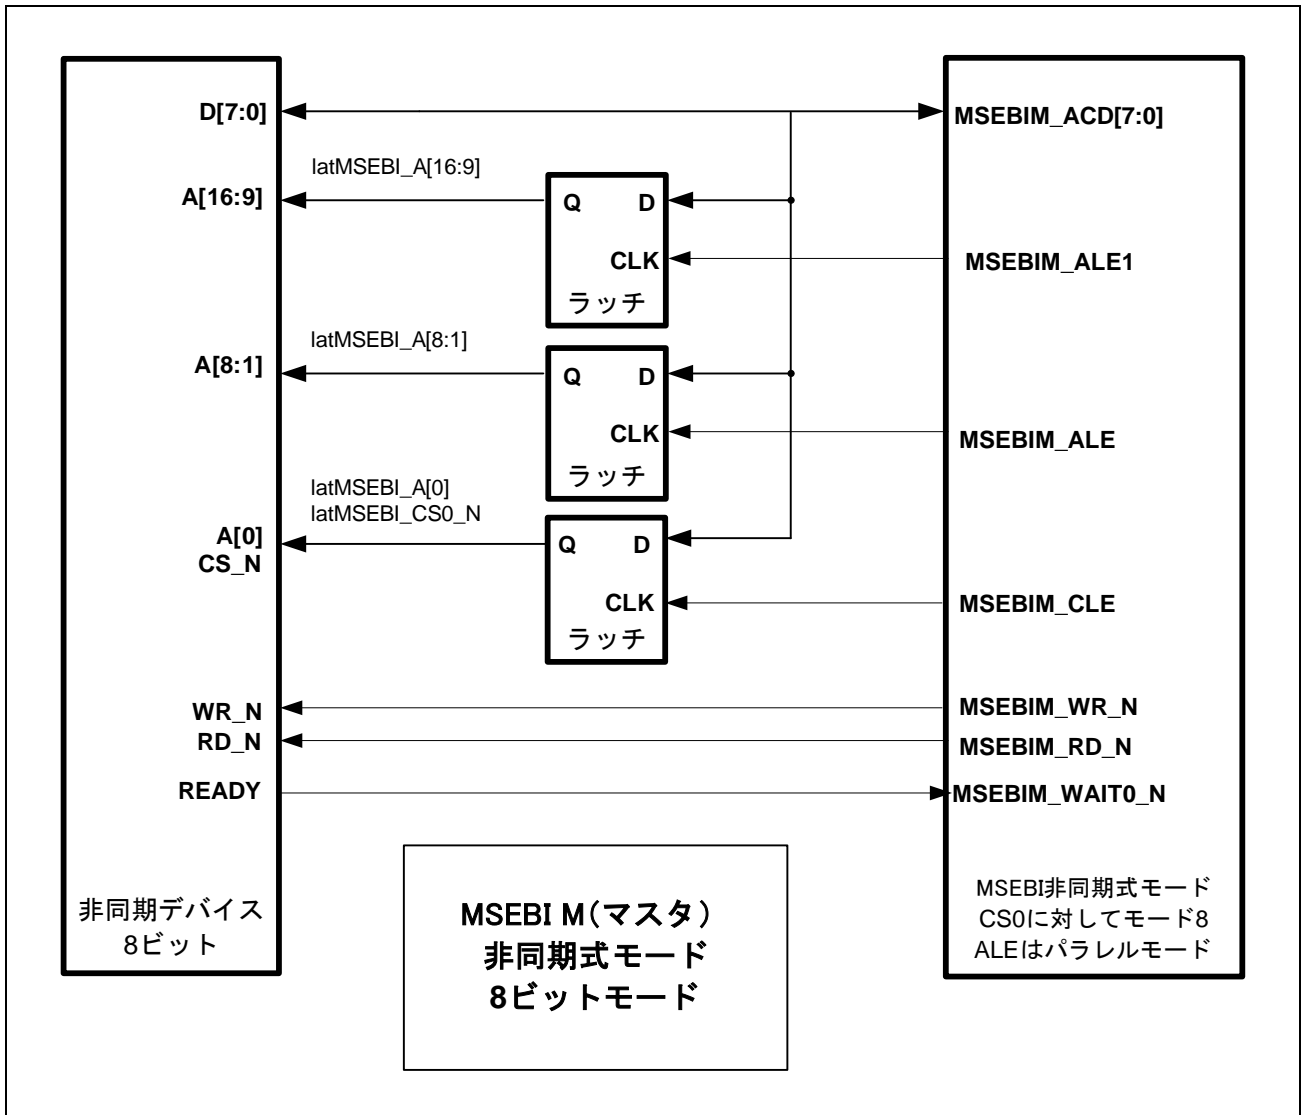 D[7:0]
MSEBIM_ACD[7:0]
latMSEBI_A[16:9]
A[16:9]
Q D
CLK
ラッチ
MSEBIM_ALE1
latMSEBI_A[8:1]
A[8:1]
Q D
CLK
ラッチ
MSEBIM_ALE
latMSEBI_A[0]
latMSEBI_CS0_N
A[0]
CS_N
Q D
CLK
ラッチ
MSEBIM_CLE
WR_N
MSEBIM_WR_N
RD_N
MSEBIM_RD_N
READY
MSEBIM_WAIT0_N
非同期デバイス
8ビット
MSEBI M(マスタ)
非同期式モード
8ビットモード
MSEBI非同期式モード
CS0に対してモード8
ALEはパラレルモード